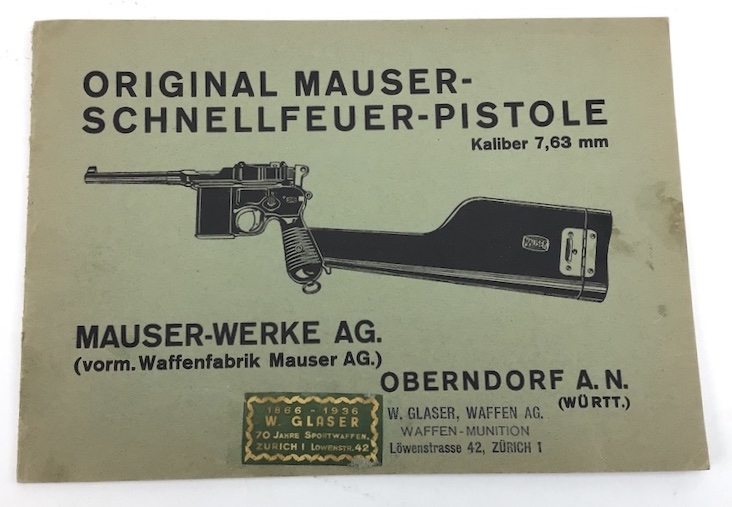 ORIGINAL MAUSER-
SCHNELLFEUER-PISTOLE
Kaliber 7,63 mm
MAUSER-WERKE AG.
(vorm. Waffenfabrik Mauser AG.)
OBERNDORF A. N.
(WÜRTT.)
1866 - 1936
W. GLASER
70 JAHRE SPORTWAFFEN,
ZÜRICH 1 LÖWENSTR. 42
W. GLASER, WAFFEN AG.
WAFFEN-MUNITION
Löwenstrasse 42, ZÜRICH 1